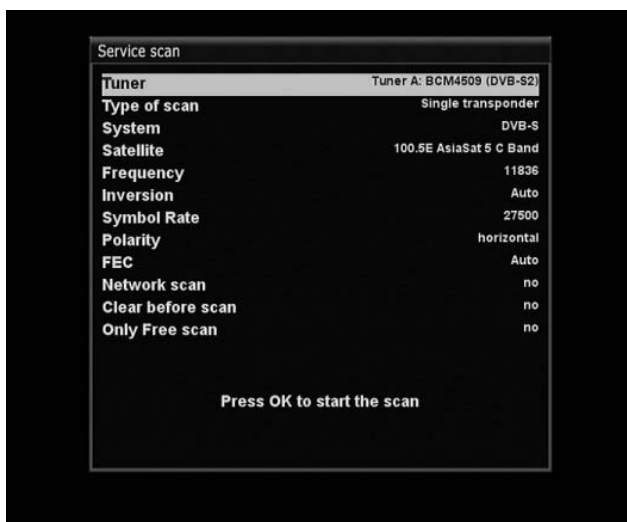 Service scan
Tuner Tuner A: BCM4509 (DVB-S2)
Type of scan Single transponder
System DVB-S
Satellite 100.5E AsiaSat 5 C Band
Frequency 11836
Inversion Auto
Symbol Rate 27500
Polarity horizontal
FEC Auto
Network scan no
Clear before scan no
Only Free scan no
Press OK to start the scan